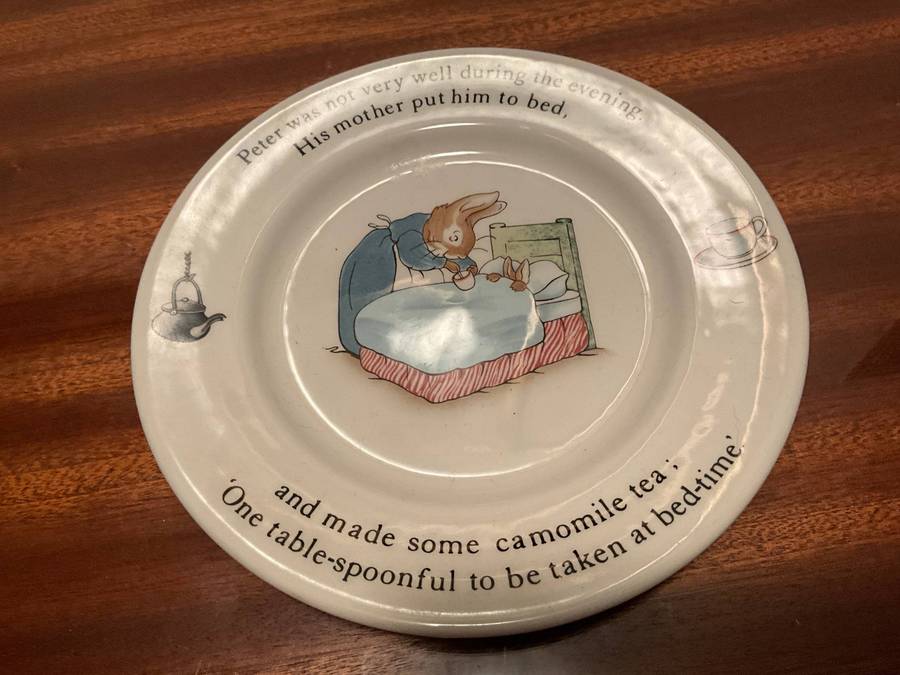 Peter was not very well during the evening.
His mother put him to bed,
and made some camomile tea;
'One table-spoonful to be taken at bed-time.'